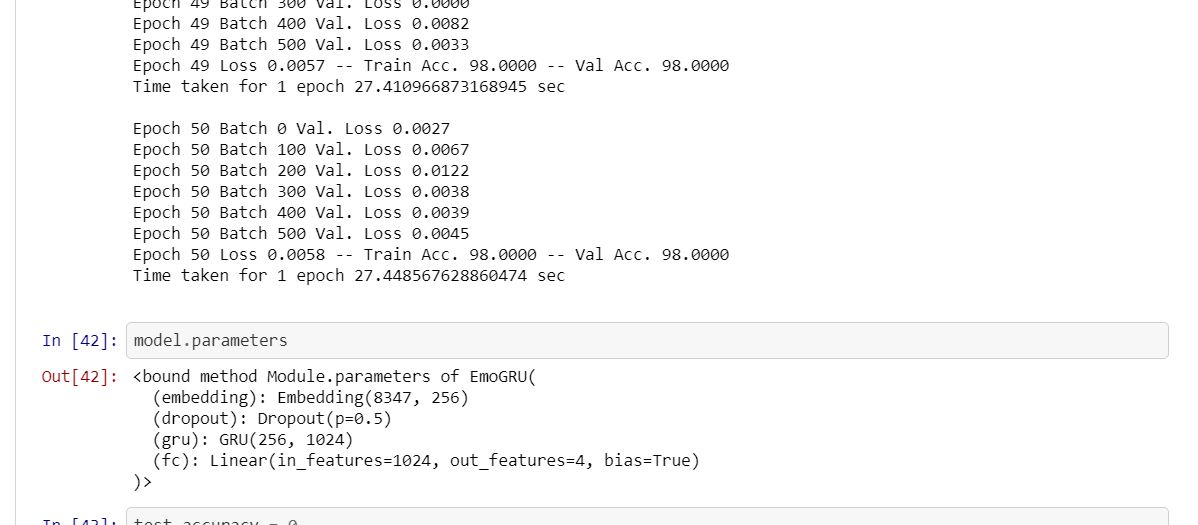 Epoch 49 Batch 300 Val. Loss 0.0000
Epoch 49 Batch 400 Val. Loss 0.0082
Epoch 49 Batch 500 Val. Loss 0.0033
Epoch 49 Loss 0.0057 -- Train Acc. 98.0000 -- Val Acc. 98.0000
Time taken for 1 epoch 27.410966873168945 sec
Epoch 50 Batch 0 Val. Loss 0.0027
Epoch 50 Batch 100 Val. Loss 0.0067
Epoch 50 Batch 200 Val. Loss 0.0122
Epoch 50 Batch 300 Val. Loss 0.0038
Epoch 50 Batch 400 Val. Loss 0.0039
Epoch 50 Batch 500 Val. Loss 0.0045
Epoch 50 Loss 0.0058 -- Train Acc. 98.0000 -- Val Acc. 98.0000
Time taken for 1 epoch 27.448567628860474 sec
In [42]: model.parameters
Out[42]: <bound method Module.parameters of EmoGRU(
(embedding): Embedding(8347, 256)
(dropout): Dropout(p=0.5)
(gru): GRU(256, 1024)
(fc): Linear(in_features=1024, out_features=4, bias=True)
)>
In [43]: test_accuracy = 0